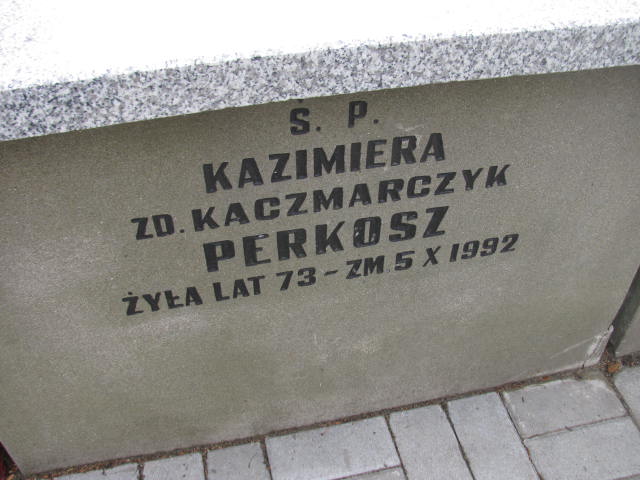 Ś. P.
KAZIMIERA
ZD. KACZMARCZYK
PERKOSZ
ŻYŁA LAT 73 - ZM 5 X 1992